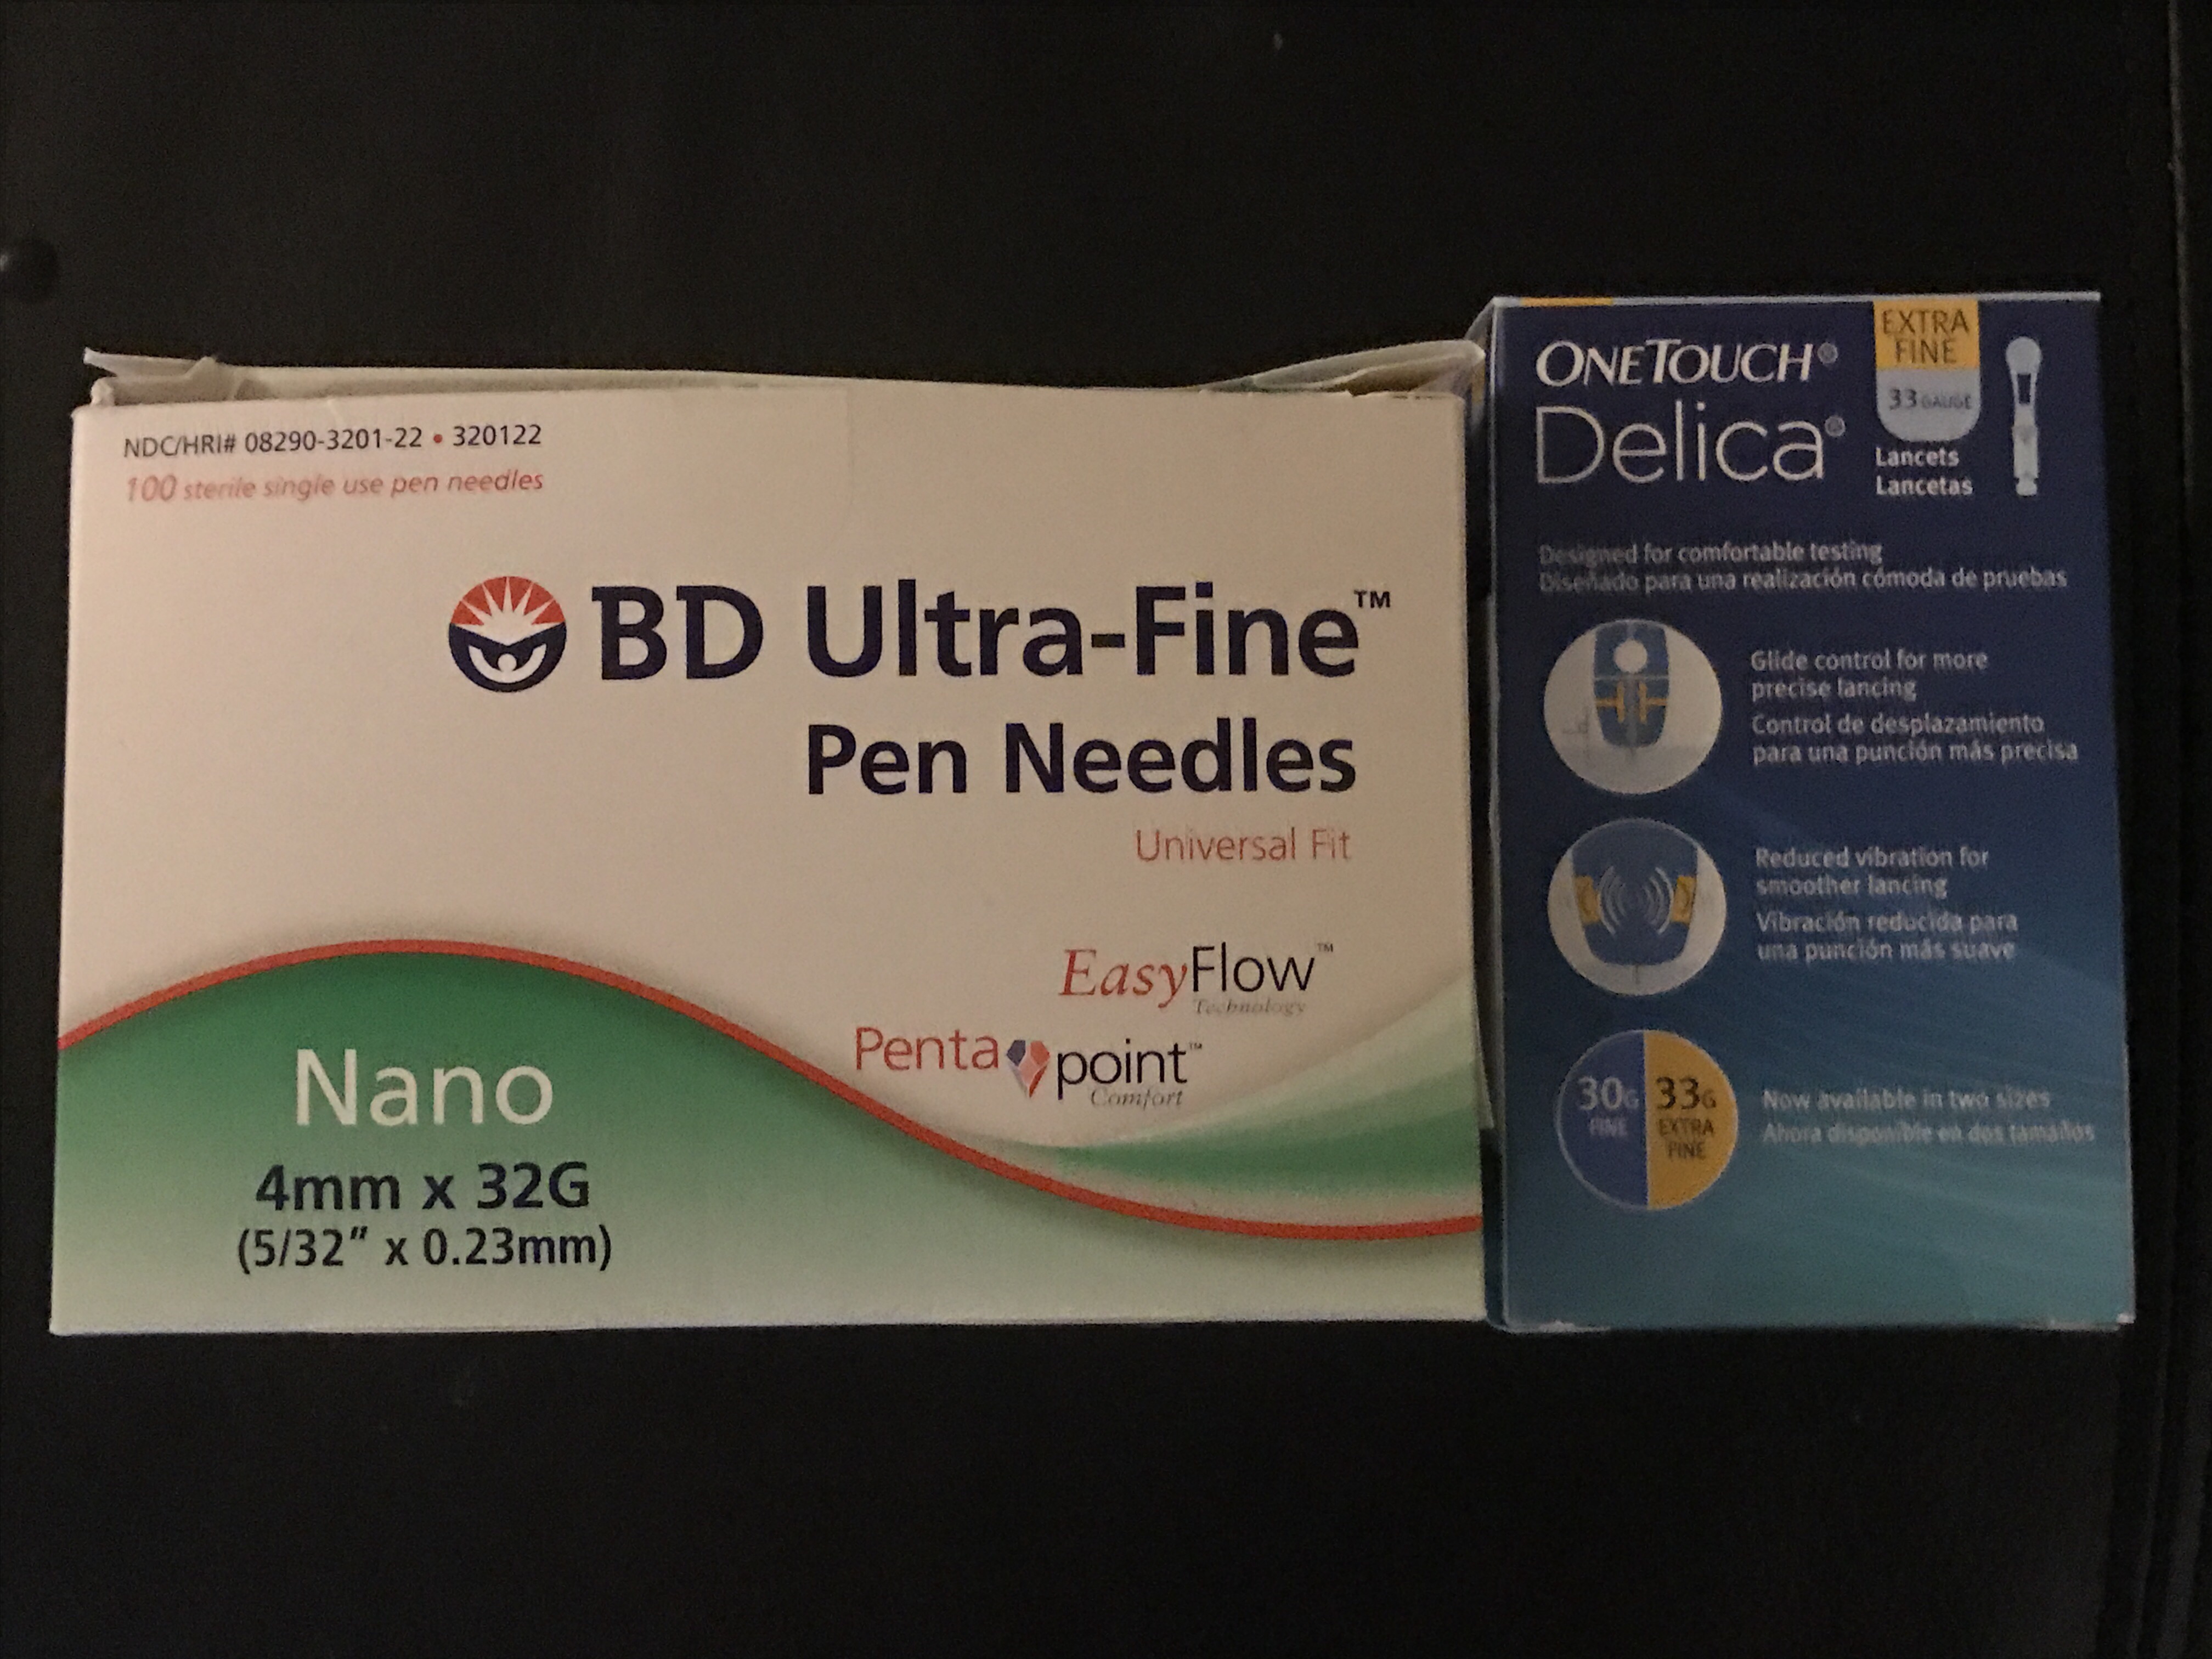 NDC/HRI# 08290-3201-22 • 320122
100 sterile single use pen needles
BD Ultra-Fine™
Pen Needles
Universal Fit
EasyFlow™
Technology
Penta point™
Comfort
Nano
4mm x 32G
(5/32" x 0.23mm)
ONETOUCH®
Delica®
EXTRA
FINE
33 GAUGE
Lancets
Lancetas
Designed for comfortable testing
Diseñado para una realización cómoda de pruebas
Glide control for more
precise lancing
Control de desplazamiento
para una punción más precisa
Reduced vibration for
smoother lancing
Vibración reducida para
una punción más suave
30G
FINE
33G
EXTRA
FINE
Now available in two sizes
Ahora disponible en dos tamaños